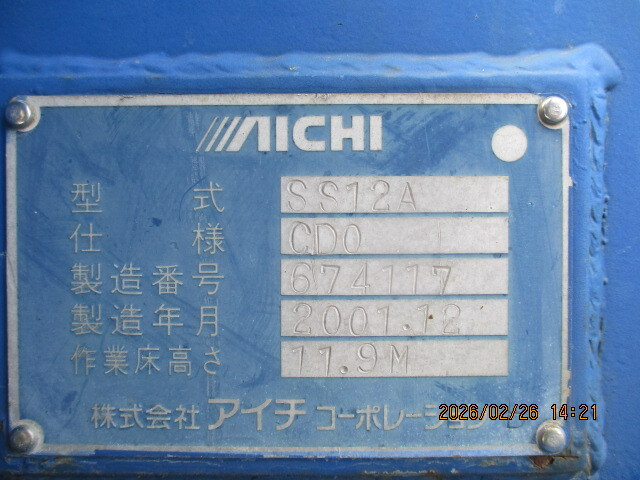 AICHI
型式 SS12A
仕様 CD0
製造番号 674117
製造年月 2001.12
作業床高さ 11.9M
株式会社 アイチ コーポレーション
2026/02/26 14:21